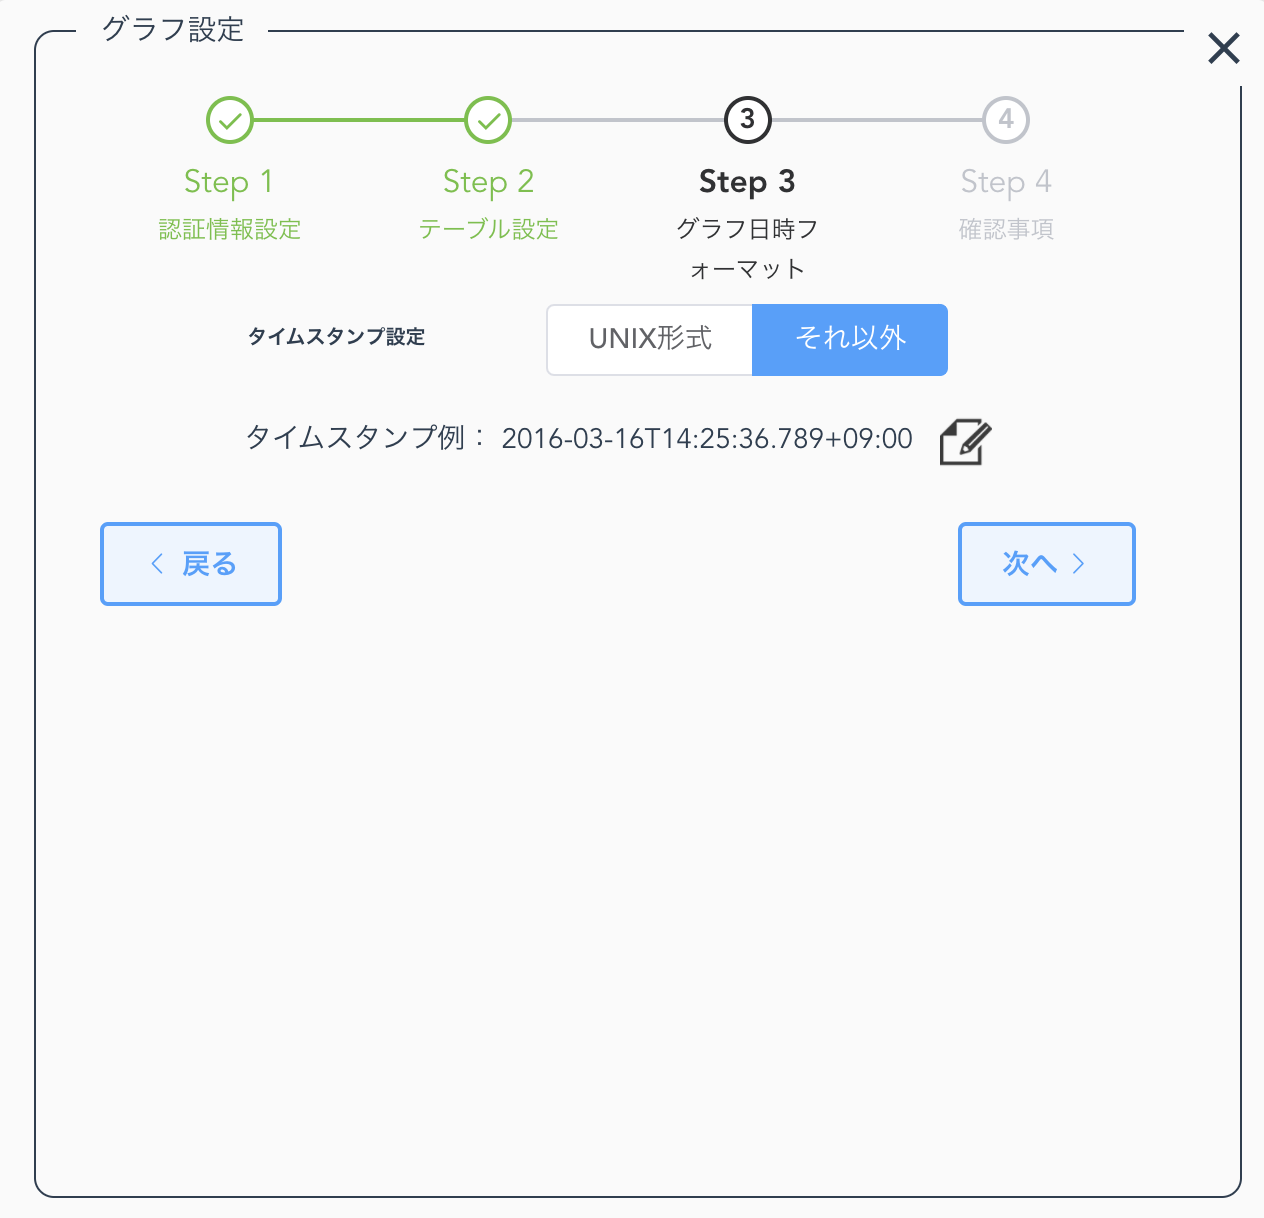 グラフ設定
3
4
Step 1
Step 2
Step 3
Step 4
認証情報設定
テーブル設定
グラフ日時フ
ォーマット
確認事項
タイムスタンプ設定
UNIX形式
それ以外
タイムスタンプ例： 2016-03-16T14:25:36.789+09:00
戻る
次へ